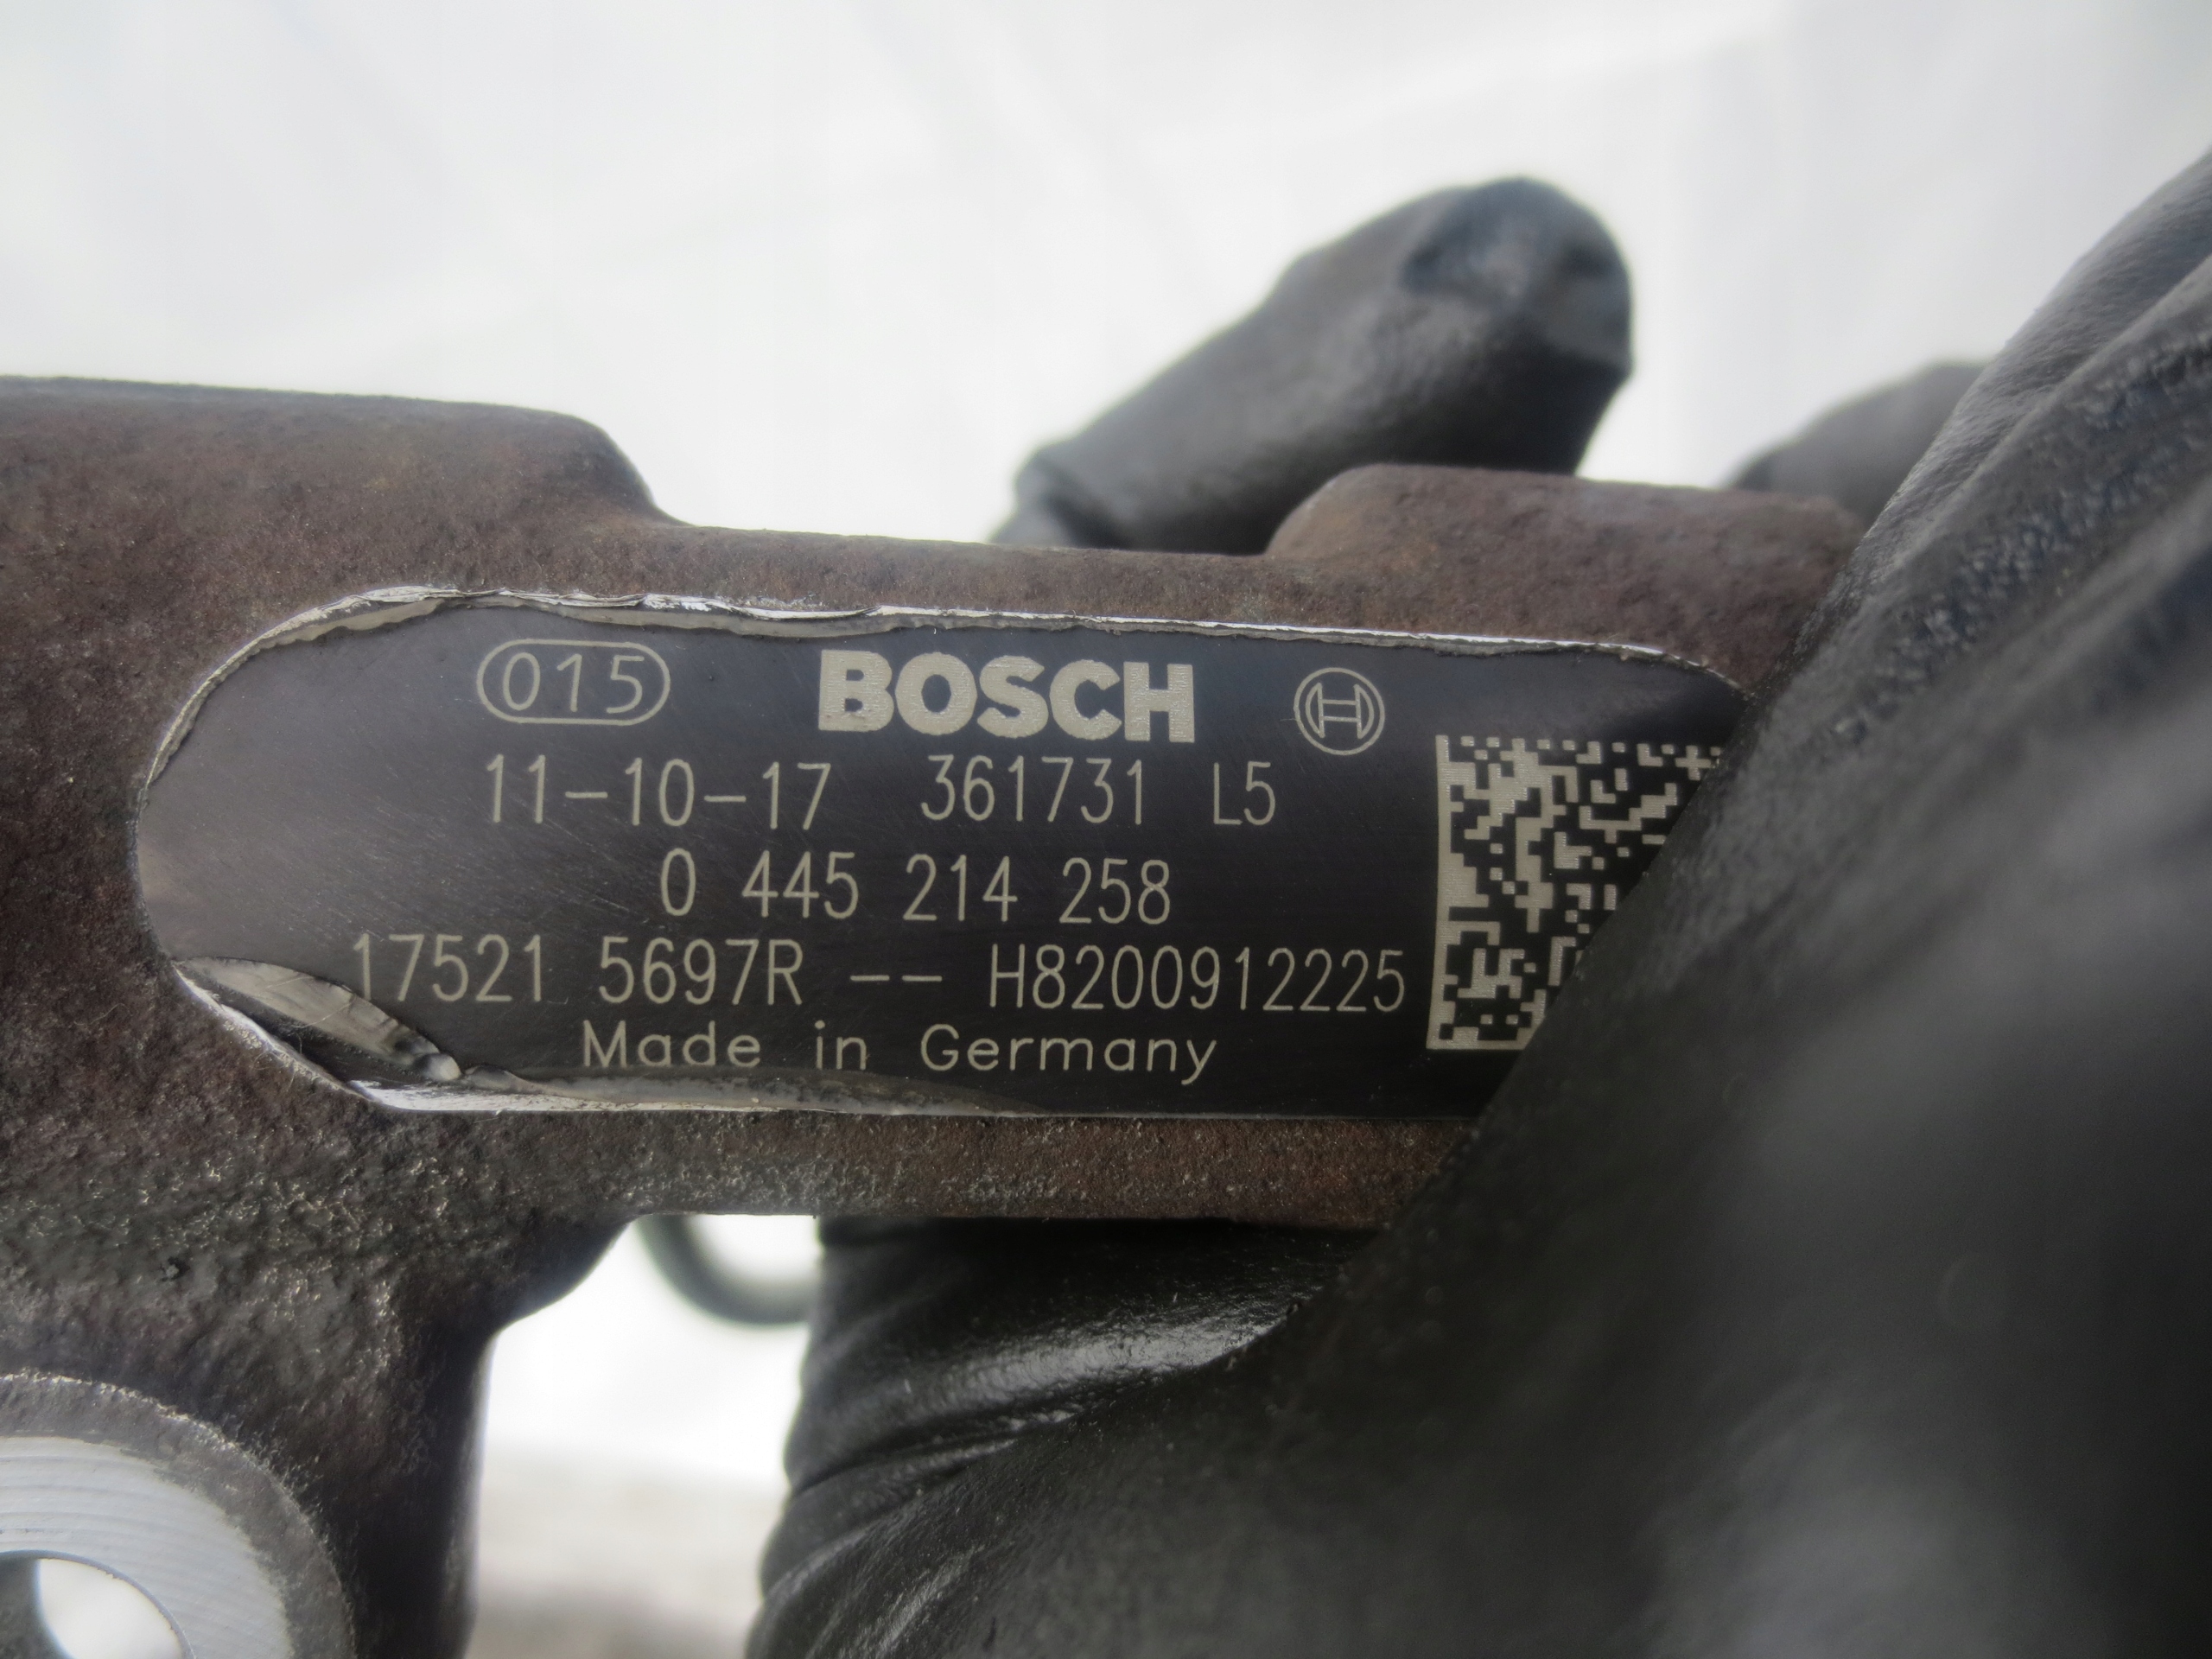 015 BOSCH
11-10-17 361731 L5
0 445 214 258
17521 5697R -- H8200912225
Made in Germany